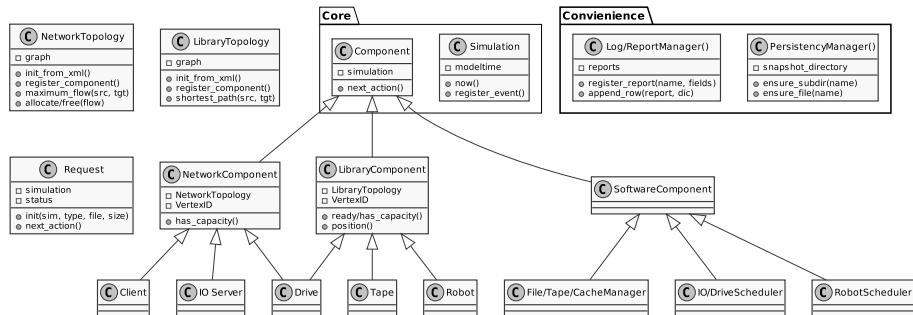 Core
Convienience
C NetworkTopology
graph
init_from_xml()
register_component()
maximum_flow(src, tgt)
allocate/free(flow)
C LibraryTopology
graph
init_from_xml()
register_component()
shortest_path(src, tgt)
C Component
simulation
next_action()
C Simulation
modeltime
now()
register_event()
C Log/ReportManager()
reports
register_report(name, fields)
append_row(report, dic)
C PersistencyManager()
snapshot_directory
ensure_subdir(name)
ensure_file(name)
C Request
simulation
status
init(sim, type, file, size)
next_action()
C NetworkComponent
NetworkTopology
VertexID
has_capacity()
C LibraryComponent
LibraryTopology
VertexID
ready/has_capacity()
position()
C SoftwareComponent
C Client
C IO Server
C Drive
C Tape
C Robot
C File/Tape/CacheManager
C IO/DriveScheduler
C RobotScheduler